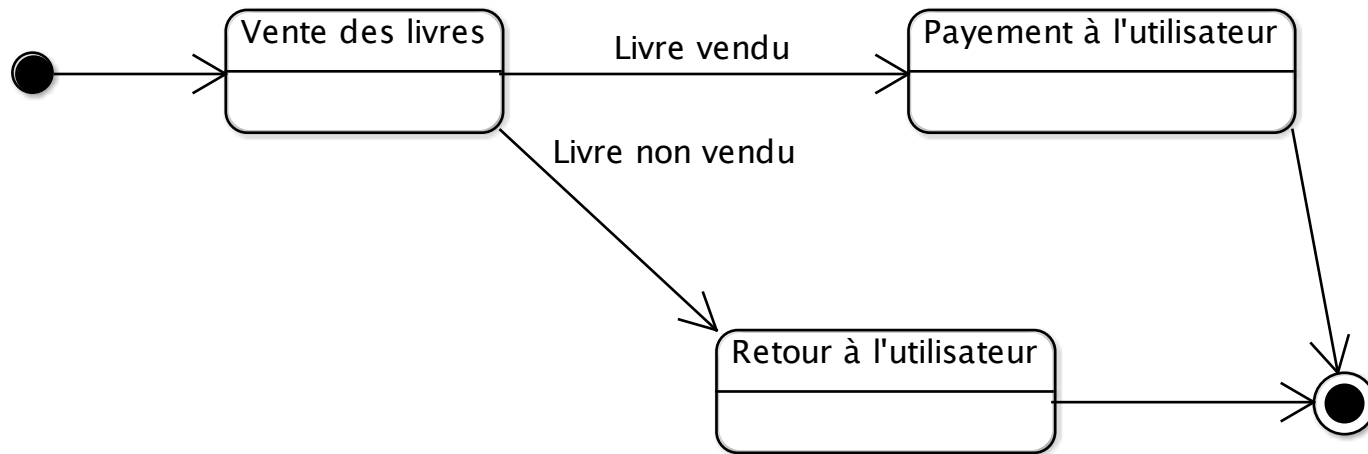 Vente des livres
Livre vendu
Payement à l'utilisateur
Livre non vendu
Retour à l'utilisateur